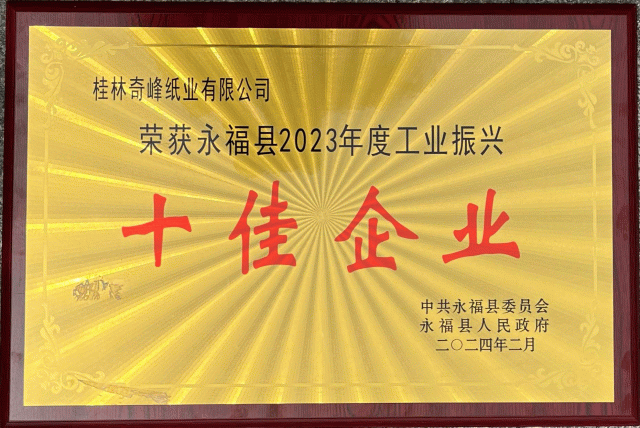 桂林奇峰纸业有限公司
荣获永福县2023年度工业振兴
十佳企业
中共永福县委员会
永福县人民政府
二〇二四年二月